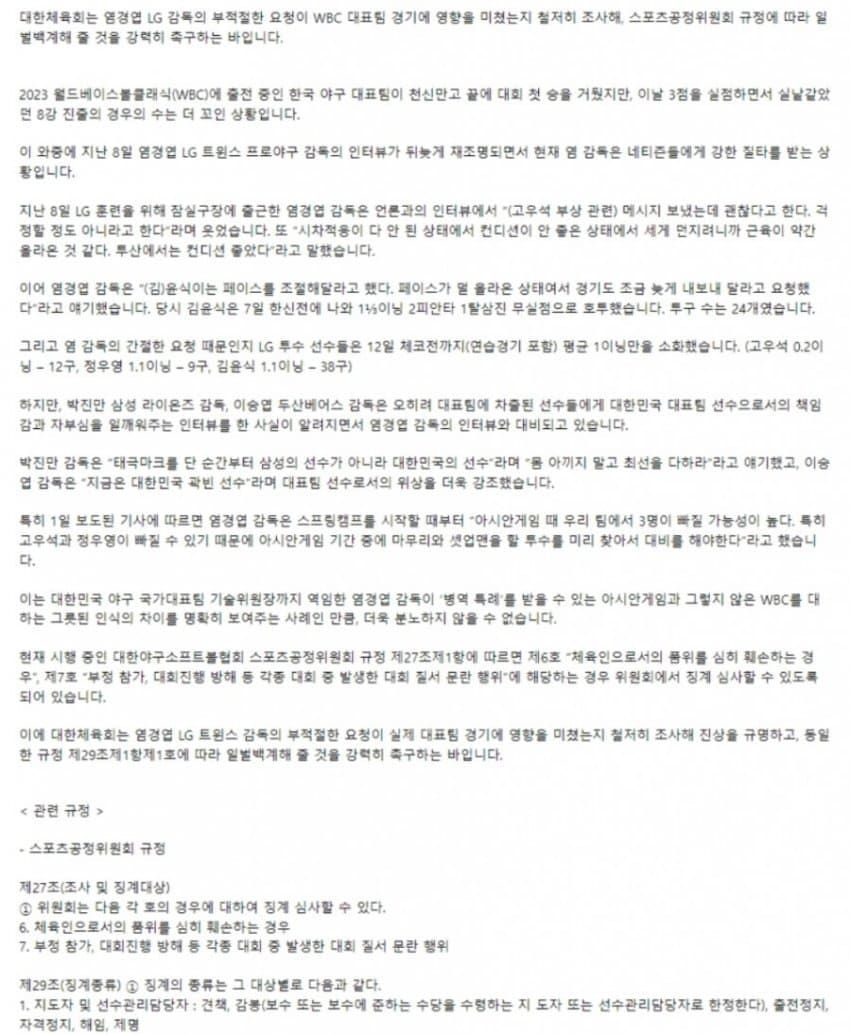 대한체육회는 염경엽 LG 감독의 부적절한 요청이 WBC 대표팀 경기에 영향을 미쳤는지 철저히 조사해, 스포츠공정위원회 규정에 따라 일
벌백계해 줄 것을 강력히 촉구하는 바입니다.
2023 월드베이스볼클래식(WBC)에 출전 중인 한국 야구 대표팀이 천신만고 끝에 대회 첫 승을 거뒀지만, 이날 3점을 실점하면서 실낱같았
던 8강 진출의 경우의 수는 더 꼬인 상황입니다.
이 와중에 지난 8일 염경엽 LG 트윈스 프로야구 감독의 인터뷰가 뒤늦게 재조명되면서 현재 염 감독은 네티즌들에게 강한 질타를 받는 상
황입니다.
지난 8일 LG 훈련을 위해 잠실구장에 출근한 염경엽 감독은 언론과의 인터뷰에서 "(고우석 부상 관련) 메시지 보냈는데 괜찮다고 한다. 걱
정할 정도 아니라고 한다"라며 웃었습니다. 또 "시차적응이 다 안 된 상태에서 컨디션이 안 좋은 상태에서 세게 던지려니까 근육이 약간
올라온 것 같다. 투산에서는 컨디션 좋았다"라고 말했습니다.
이어 염경엽 감독은 "(김)윤식이는 페이스를 조절해달라고 했다. 페이스가 덜 올라온 상태여서 경기도 조금 늦게 내보내 달라고 요청했
다"라고 얘기했습니다. 당시 김윤식은 7일 한신전에 나와 1⅓이닝 2피안타 1탈삼진 무실점으로 호투했습니다. 투구 수는 24개였습니다.
그리고 염 감독의 간절한 요청 때문인지 LG 투수 선수들은 12일 체코전까지(연습경기 포함) 평균 1이닝만을 소화했습니다. (고우석 0.2이
닝 – 12구, 정우영 1.1이닝 – 9구, 김윤식 1.1이닝 – 38구)
하지만, 박진만 삼성 라이온즈 감독, 이승엽 두산베어스 감독은 오히려 대표팀에 차출된 선수들에게 대한민국 대표팀 선수으로서의 책임
감과 자부심을 일깨워주는 인터뷰를 한 사실이 알려지면서 염경엽 감독의 인터뷰와 대비되고 있습니다.
박진만 감독은 "태극마크를 단 순간부터 삼성의 선수가 아니라 대한민국의 선수"라며 "몸 아끼지 말고 최선을 다하라"라고 얘기했고, 이승
엽 감독은 "지금은 대한민국 곽빈 선수"라며 대표팀 선수로서의 위상을 더욱 강조했습니다.
특히 1일 보도된 기사에 따르면 염경엽 감독은 스프링캠프를 시작할 때부터 "아시안게임 때 우리 팀에서 3명이 빠질 가능성이 높다. 특히
고우석과 정우영이 빠질 수 있기 때문에 아시안게임 기간 중에 마무리와 셋업맨을 할 투수를 미리 찾아서 대비를 해야한다"라고 했습니
다.
이는 대한민국 야구 국가대표팀 기술위원장까지 역임한 염경엽 감독이 '병역 특례'를 받을 수 있는 아시안게임과 그렇지 않은 WBC를 대
하는 그릇된 인식의 차이를 명확히 보여주는 사례인 만큼, 더욱 분노하지 않을 수 없습니다.
현재 시행 중인 대한야구소프트볼협회 스포츠공정위원회 규정 제27조제1항에 따르면 제6호 "체육인으로서의 품위를 심히 훼손하는 경
우", 제7호 "부정 참가, 대회진행 방해 등 각종 대회 중 발생한 대회 질서 문란 행위"에 해당하는 경우 위원회에서 징계 심사할 수 있도록
되어 있습니다.
이에 대한체육회는 염경엽 LG 트윈스 감독의 부적절한 요청이 실제 대표팀 경기에 영향을 미쳤는지 철저히 조사해 진상을 규명하고, 동일
한 규정 제29조제1항제1호에 따라 일벌백계해 줄 것을 강력히 촉구하는 바입니다.
< 관련 규정 >
- 스포츠공정위원회 규정
제27조(조사 및 징계대상)
① 위원회는 다음 각 호의 경우에 대하여 징계 심사할 수 있다.
6. 체육인으로서의 품위를 심히 훼손하는 경우
7. 부정 참가, 대회진행 방해 등 각종 대회 중 발생한 대회 질서 문란 행위
제29조(징계종류) ① 징계의 종류는 그 대상별로 다음과 같다.
1. 지도자 및 선수관리담당자 : 견책, 감봉(보수 또는 보수에 준하는 수당을 수령하는 지 도자 또는 선수관리담당자로 한정한다), 출전정지,
자격정지, 해임, 제명